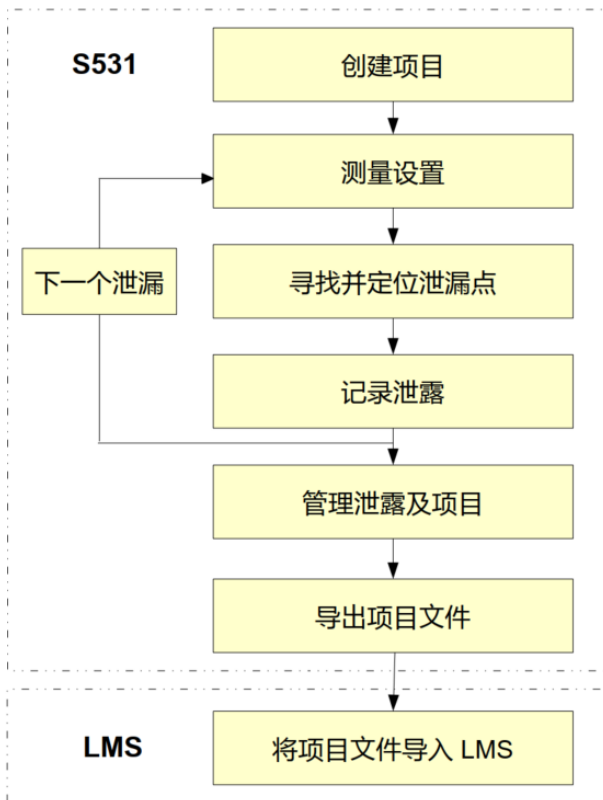 S531
创建项目
测量设置
下一个泄漏
寻找并定位泄漏点
记录泄露
管理泄露及项目
导出项目文件
LMS
将项目文件导入 LMS